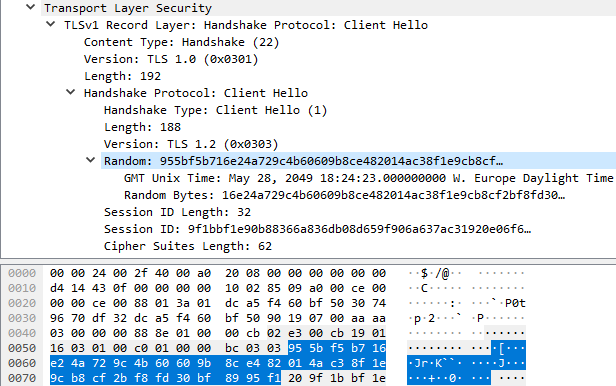 Transport Layer Security
TLSv1 Record Layer: Handshake Protocol: Client Hello
Content Type: Handshake (22)
Version: TLS 1.0 (0x0301)
Length: 192
Handshake Protocol: Client Hello
Handshake Type: Client Hello (1)
Length: 188
Version: TLS 1.2 (0x0303)
Random: 955bf5b716e24a729c4b60609b8ce482014ac38f1e9cb8cf…
GMT Unix Time: May 28, 2049 18:24:23.000000000 W. Europe Daylight Time
Random Bytes: 16e24a729c4b60609b8ce482014ac38f1e9cb8cf2bf8fd30…
Session ID Length: 32
Session ID: 9f1bbf1e90b88366a836db08d659f906a637ac31920e06f6…
Cipher Suites Length: 62
0000 00 00 24 00 2f 40 00 a0 20 08 00 00 00 00 00 00 ··$·/@·· ········
0010 d4 14 43 0f 00 00 00 00 10 02 85 09 a0 00 ce 00 ··C····· ········
0020 00 00 ce 00 88 01 3a 01 dc a5 f4 60 bf 50 30 74 ······:· ···`·P0t
0030 96 70 df 32 dc a5 f4 60 bf 50 90 19 07 00 aa aa ·p·2···` ·P······
0040 03 00 00 00 88 8e 01 00 00 cb 02 e3 00 cb 19 01 ········ ········
0050 16 03 01 00 c0 01 00 00 bc 03 03 95 5b f5 b7 16 ········ ····[···
0060 e2 4a 72 9c 4b 60 60 9b 8c e4 82 01 4a c3 8f 1e ·Jr·K``· ····J···
0070 9c b8 cf 2b f8 fd 30 bf 89 95 f1 20 9f 1b bf 1e ···+··0· ··· ····